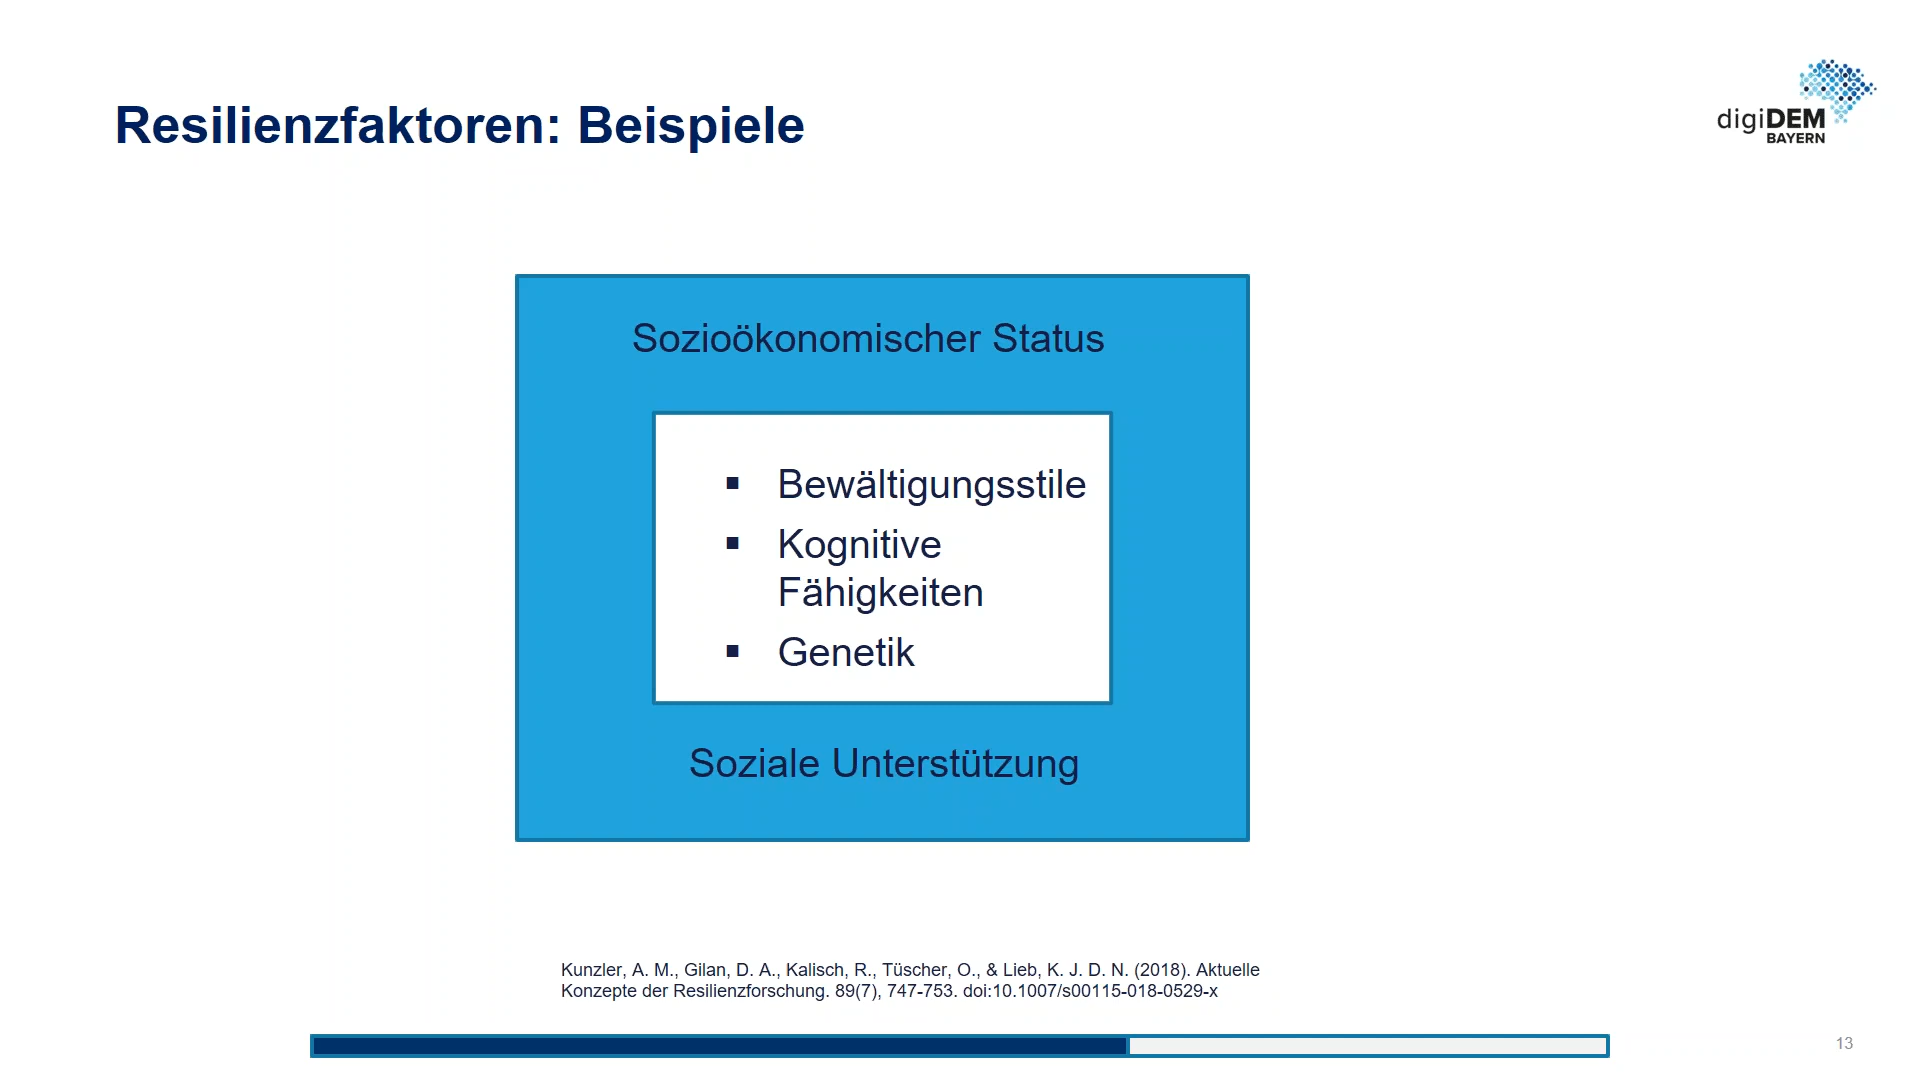 Resilienzfaktoren: Beispiele
digiDEM
BAYERN
Sozioökonomischer Status
▪ Bewältigungsstile
▪ Kognitive
Fähigkeiten
▪ Genetik
Soziale Unterstützung
Kunzler, A. M., Gilan, D. A., Kalisch, R., Tüscher, O., & Lieb, K. J. D. N. (2018). Aktuelle
Konzepte der Resilienzforschung. 89(7), 747-753. doi:10.1007/s00115-018-0529-x
13